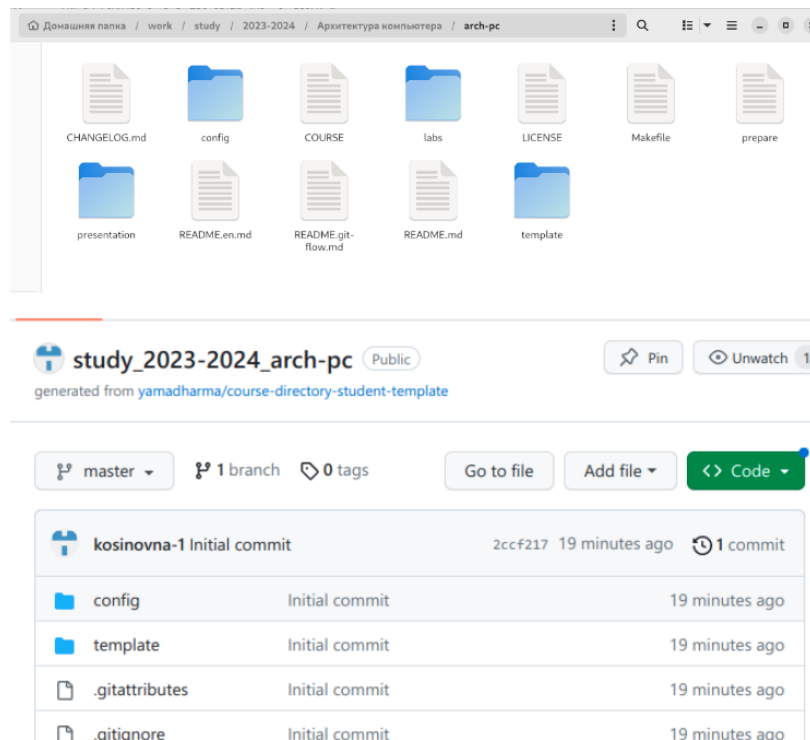 Домашняя папка / work / study / 2023-2024 / Архитектура компьютера / arch-pc
CHANGELOG.md config COURSE labs LICENSE Makefile prepare
presentation README.en.md README.git-flow.md README.md template
study_2023-2024_arch-pc Public Pin Unwatch 1
generated from yamadharma/course-directory-student-template
master 1 branch 0 tags Go to file Add file Code
kosinovna-1 Initial commit 2ccf217 19 minutes ago 1 commit
config Initial commit 19 minutes ago
template Initial commit 19 minutes ago
.gitattributes Initial commit 19 minutes ago
.gitignore Initial commit 19 minutes ago